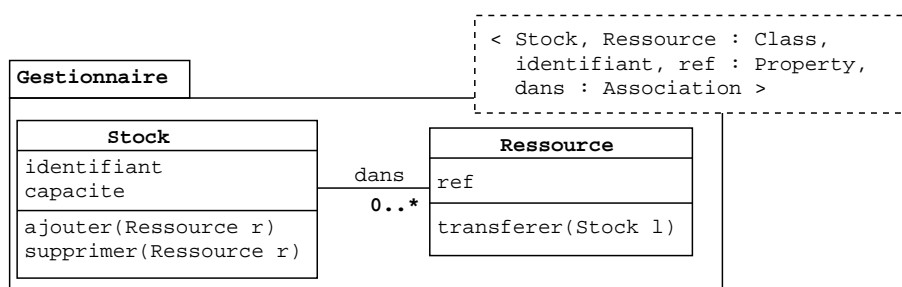 < Stock, Ressource : Class,
identifiant, ref : Property,
dans : Association >
Gestionnaire
Stock
identifiant
capacite
ajouter(Ressource r)
supprimer(Ressource r)
dans
0..*
Ressource
ref
transferer(Stock l)